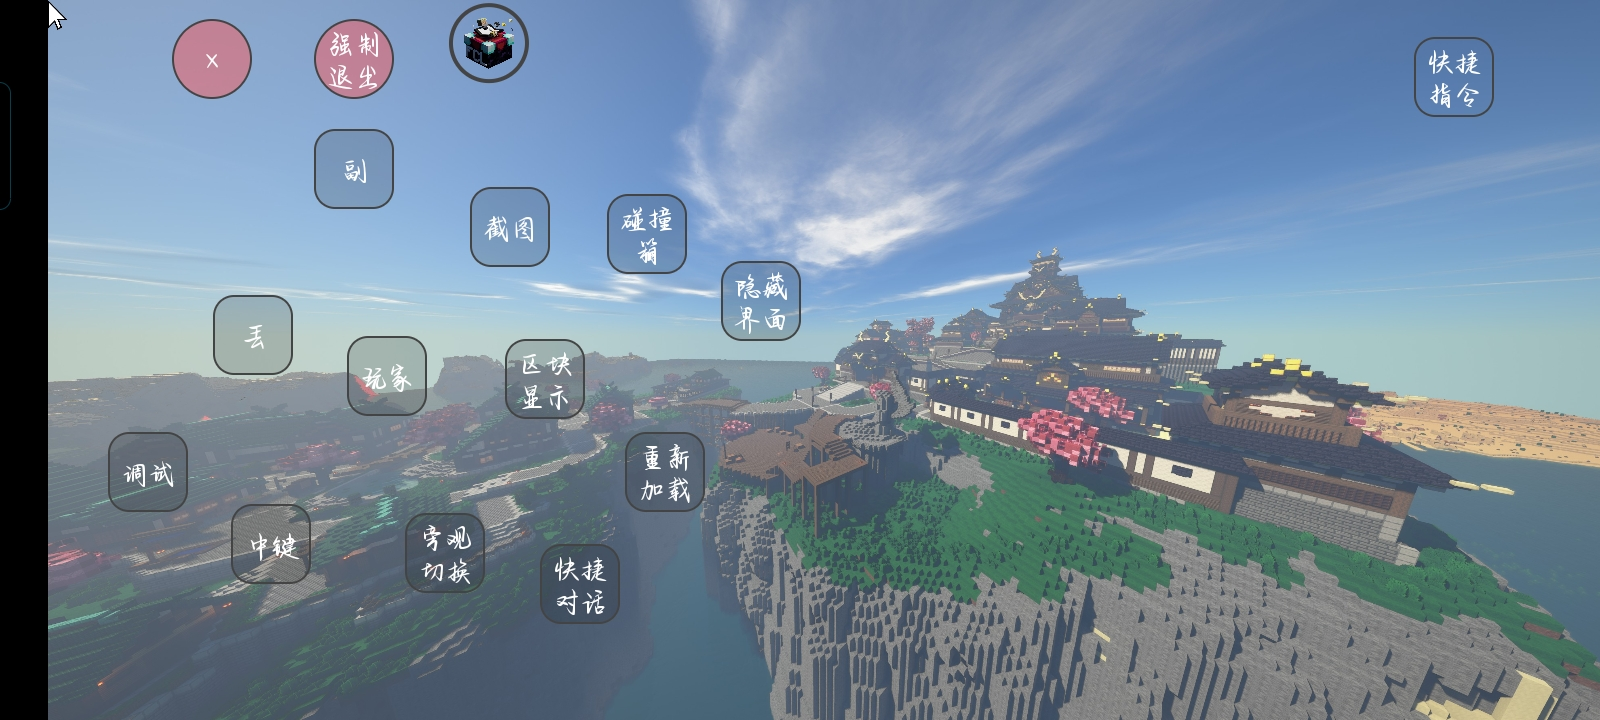 X
强制
退出
快捷
指令
副
截图
碰撞
箱
隐藏
界面
丢
玩家
区块
显示
调试
重新
加载
中键
旁观
切换
快捷
对话